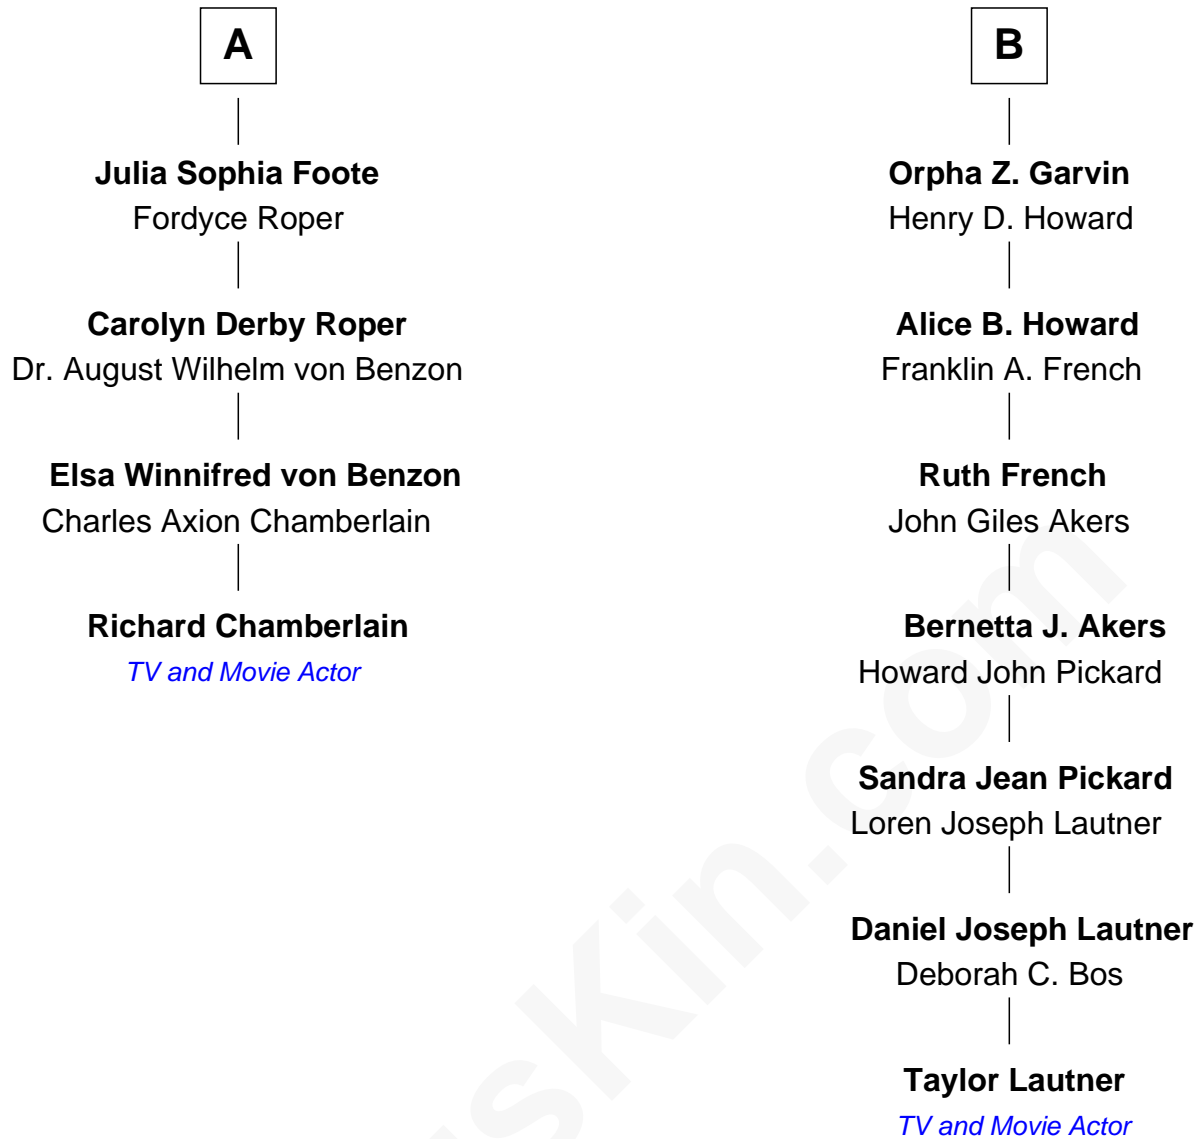 A
Julia Sophia Foote
Fordyce Roper
Carolyn Derby Roper
Dr. August Wilhelm von Benzon
Elsa Winnifred von Benzon
Charles Axion Chamberlain
Richard Chamberlain
TV and Movie Actor
B
Orpha Z. Garvin
Henry D. Howard
Alice B. Howard
Franklin A. French
Ruth French
John Giles Akers
Bernetta J. Akers
Howard John Pickard
Sandra Jean Pickard
Loren Joseph Lautner
Daniel Joseph Lautner
Deborah C. Bos
Taylor Lautner
TV and Movie Actor
sKin.com